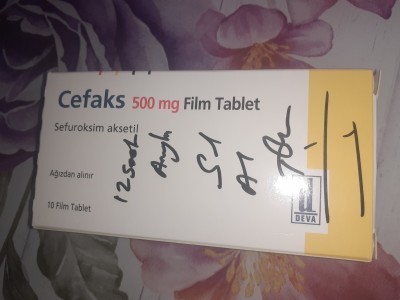 Cefaks 500 mg Film Tablet
Sefuroksim aksetil
Ağızdan alınır
10 Film Tablet
12 Saat
DEVA